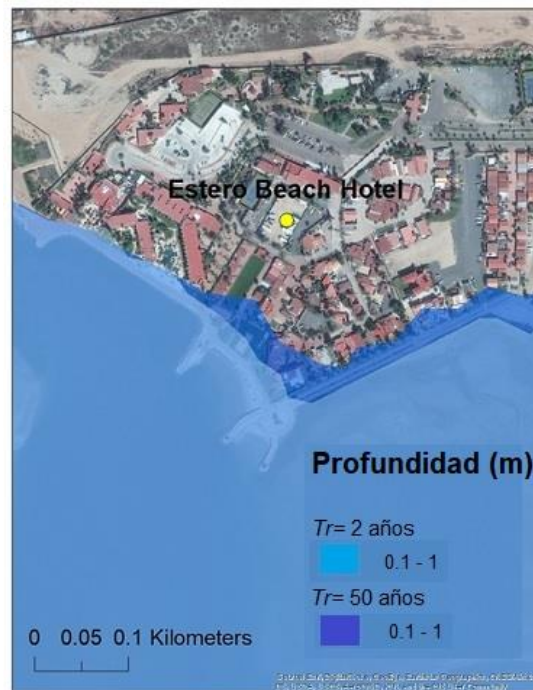 Estero Beach Hotel
Profundidad (m)
Tr= 2 años
0.1 - 1
Tr= 50 años
0.1 - 1
0 0.05 0.1 Kilometers